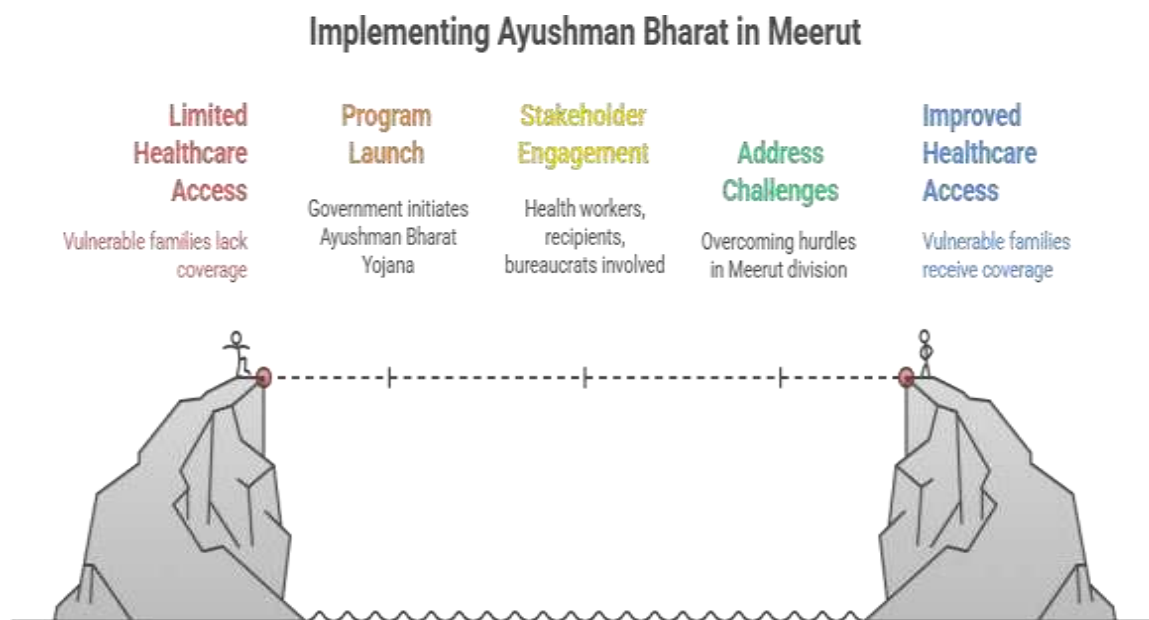 Implementing Ayushman Bharat in Meerut
Limited
Healthcare
Access
Vulnerable families lack
coverage
Program
Launch
Government initiates
Ayushman Bharat
Yojana
Stakeholder
Engagement
Health workers,
recipients,
bureaucrats involved
Address
Challenges
Overcoming hurdles
in Meerut division
Improved
Healthcare
Access
Vulnerable families
receive coverage